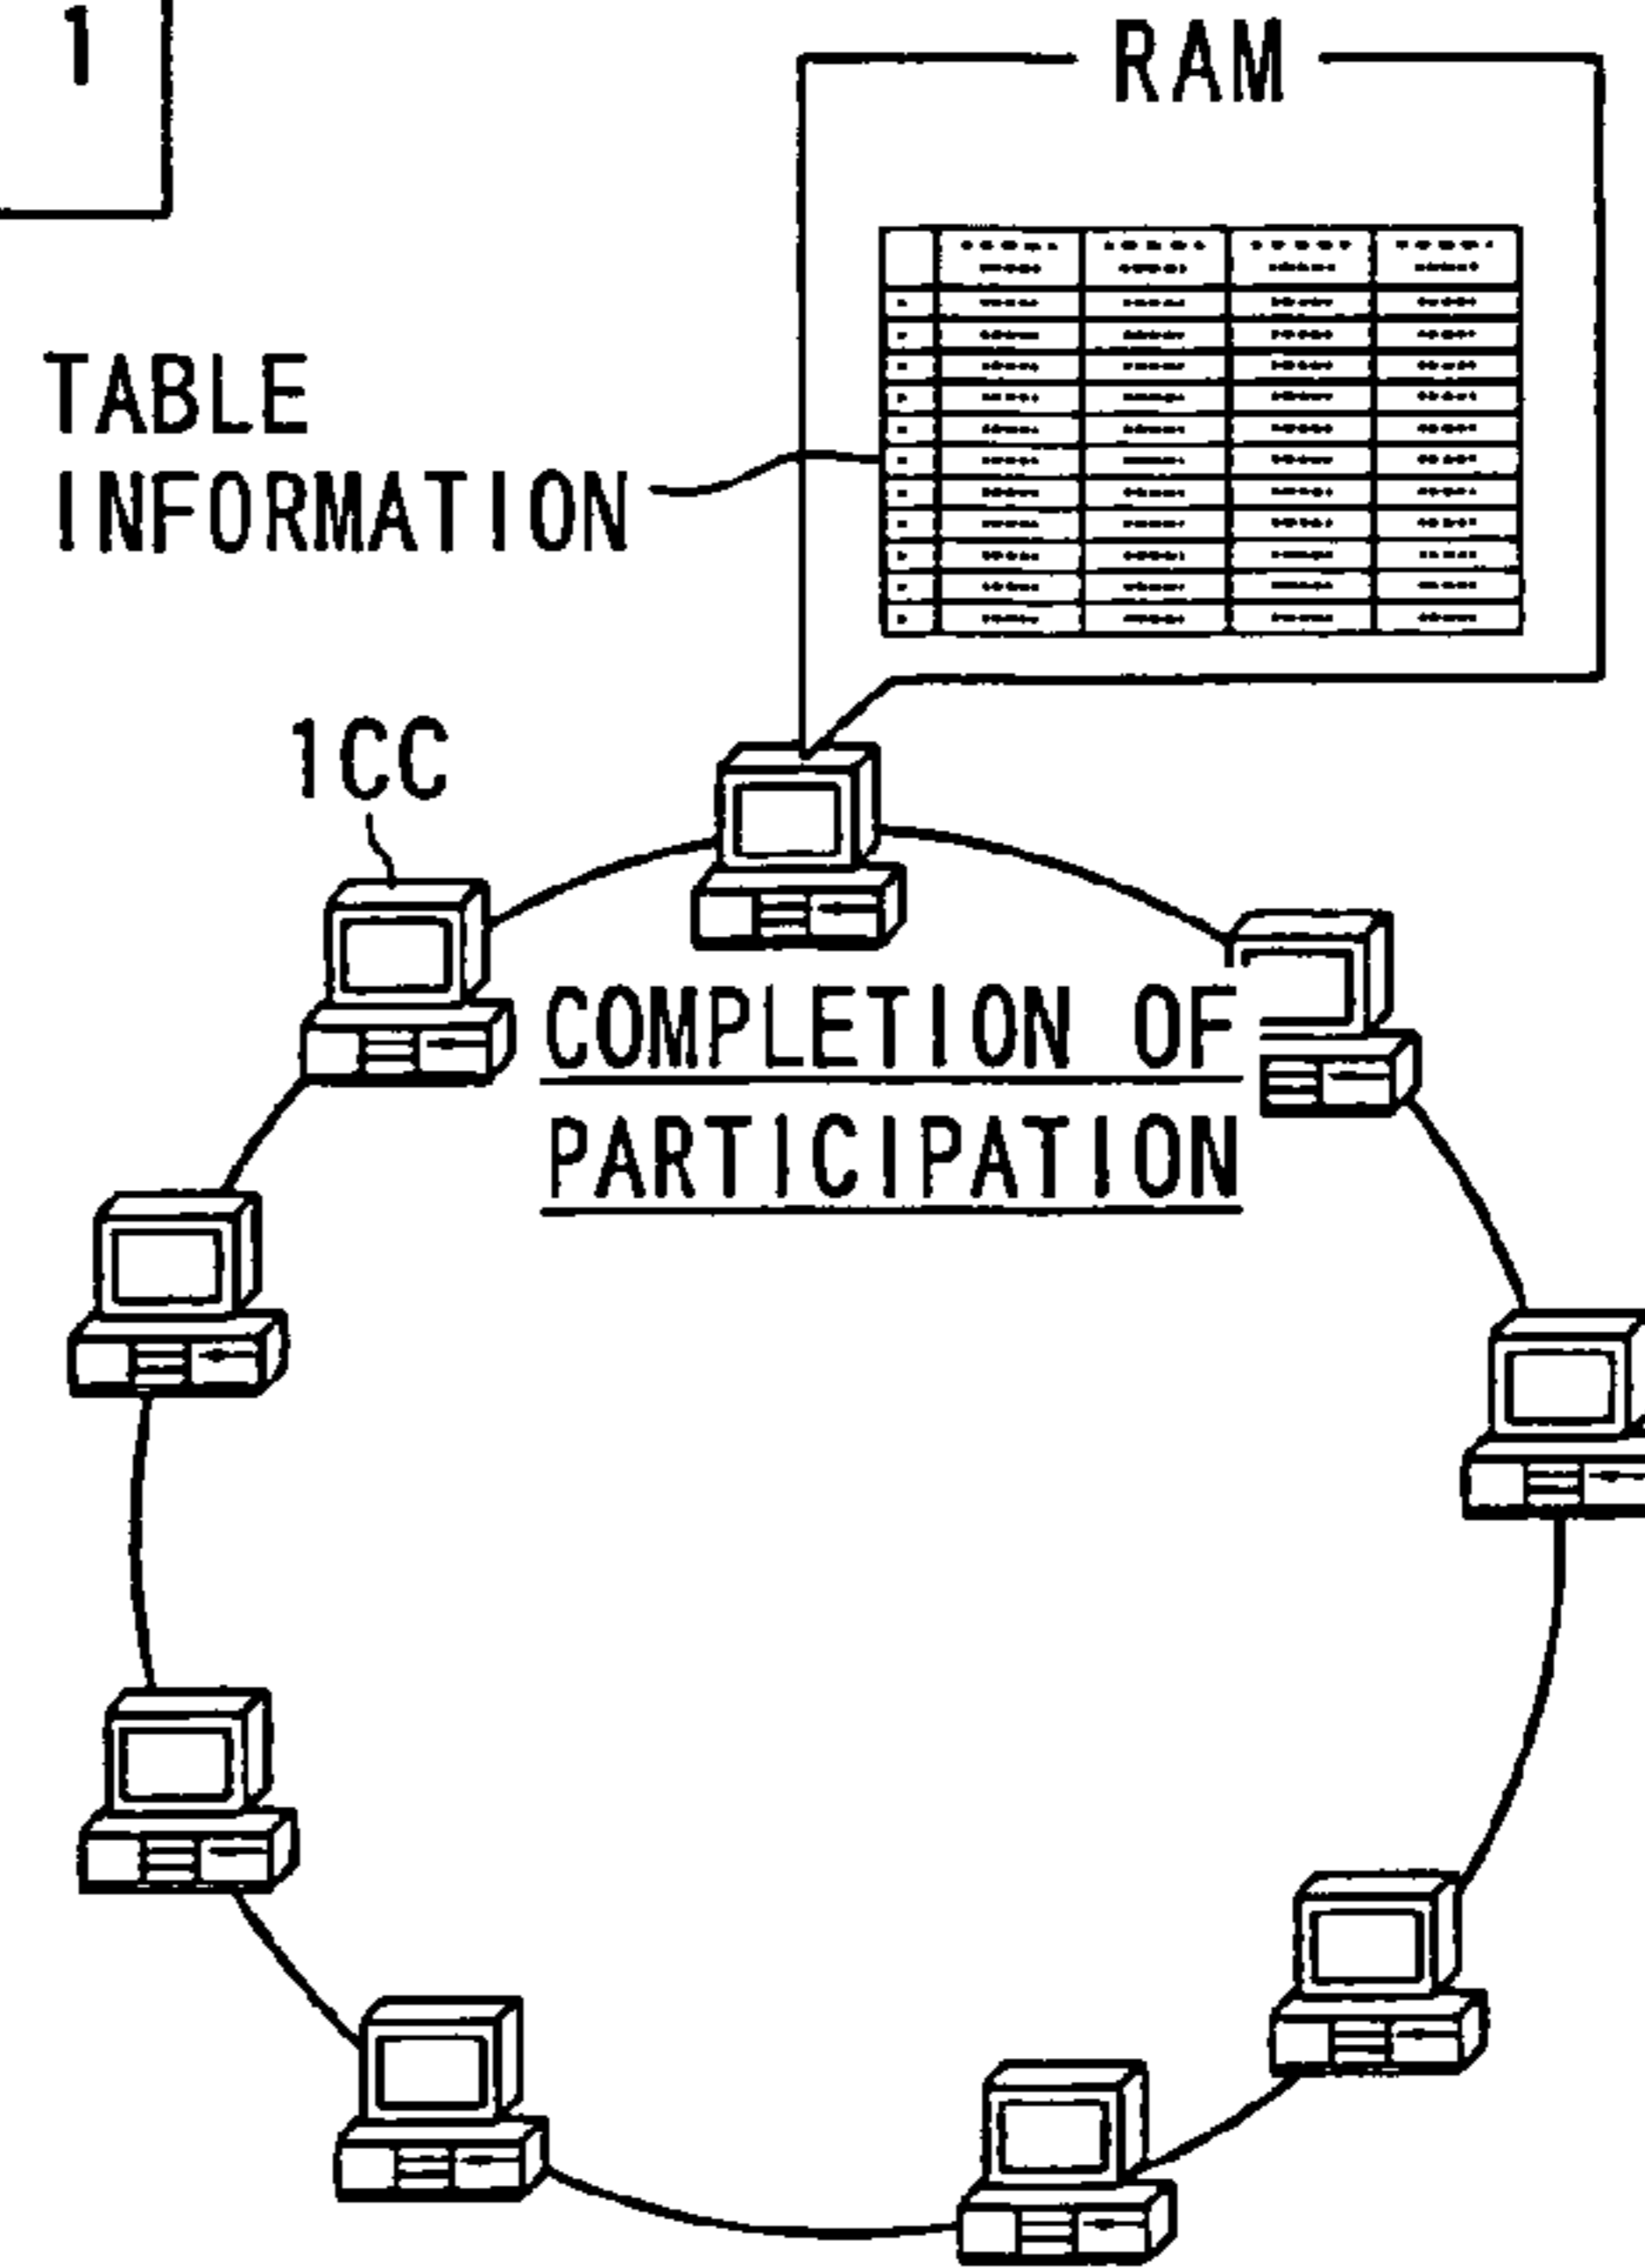 1
RAM
TABLE
INFORMATION
1CC
COMPLETION OF
PARTICIPATION